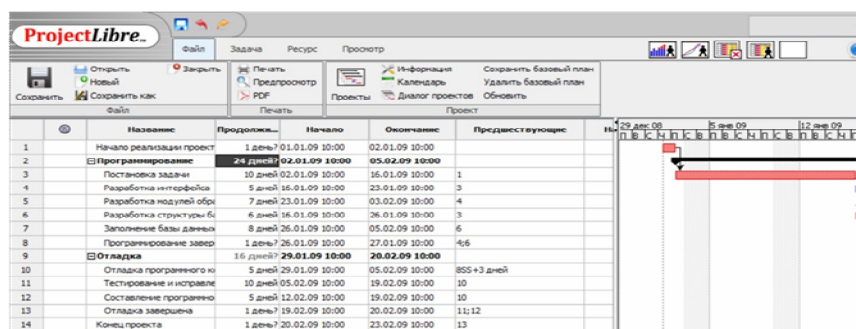 ProjectLibre
Файл Задача Ресурс Просмотр
Открыть Закрыть Печать Информация Сохранить базовый план
Новый Предпросмотр Календарь Удалить базовый план
Сохранить Сохранить как PDF Проекты Диалог проектов Обновить
Файл Печать Проект
Название Продолжи... Начало Окончание Предшествующие 29 дек 08 5 янв 09 12 янв 09
П В С Ч П С В П В С Ч П С В П В С Ч П
1 Начало реализации проект 1 день? 01.01.09 10:00 02.01.09 10:00
2 Программирование 24 дней? 02.01.09 10:00 05.02.09 10:00
3 Постановка задачи 10 дней 02.01.09 10:00 16.01.09 10:00 1
4 Разработка интерфейса 5 дней 16.01.09 10:00 23.01.09 10:00 3
5 Разработка модулей обра 7 дней 23.01.09 10:00 03.02.09 10:00 4
6 Разработка структуры ба 6 дней 16.01.09 10:00 26.01.09 10:00 3
7 Заполнение базы данных 8 дней 26.01.09 10:00 05.02.09 10:00 6
8 Программирование завер 1 день? 26.01.09 10:00 27.01.09 10:00 4;6
9 Отладка 16 дней? 29.01.09 10:00 20.02.09 10:00
10 Отладка программного к 5 дней 29.01.09 10:00 05.02.09 10:00 8SS+3 дней
11 Тестирование и исправле 10 дней 05.02.09 10:00 19.02.09 10:00 10
12 Составление программно 5 дней 12.02.09 10:00 19.02.09 10:00 10
13 Отладка завершена 1 день? 19.02.09 10:00 20.02.09 10:00 11;12
14 Конец проекта 1 день? 20.02.09 10:00 23.02.09 10:00 13